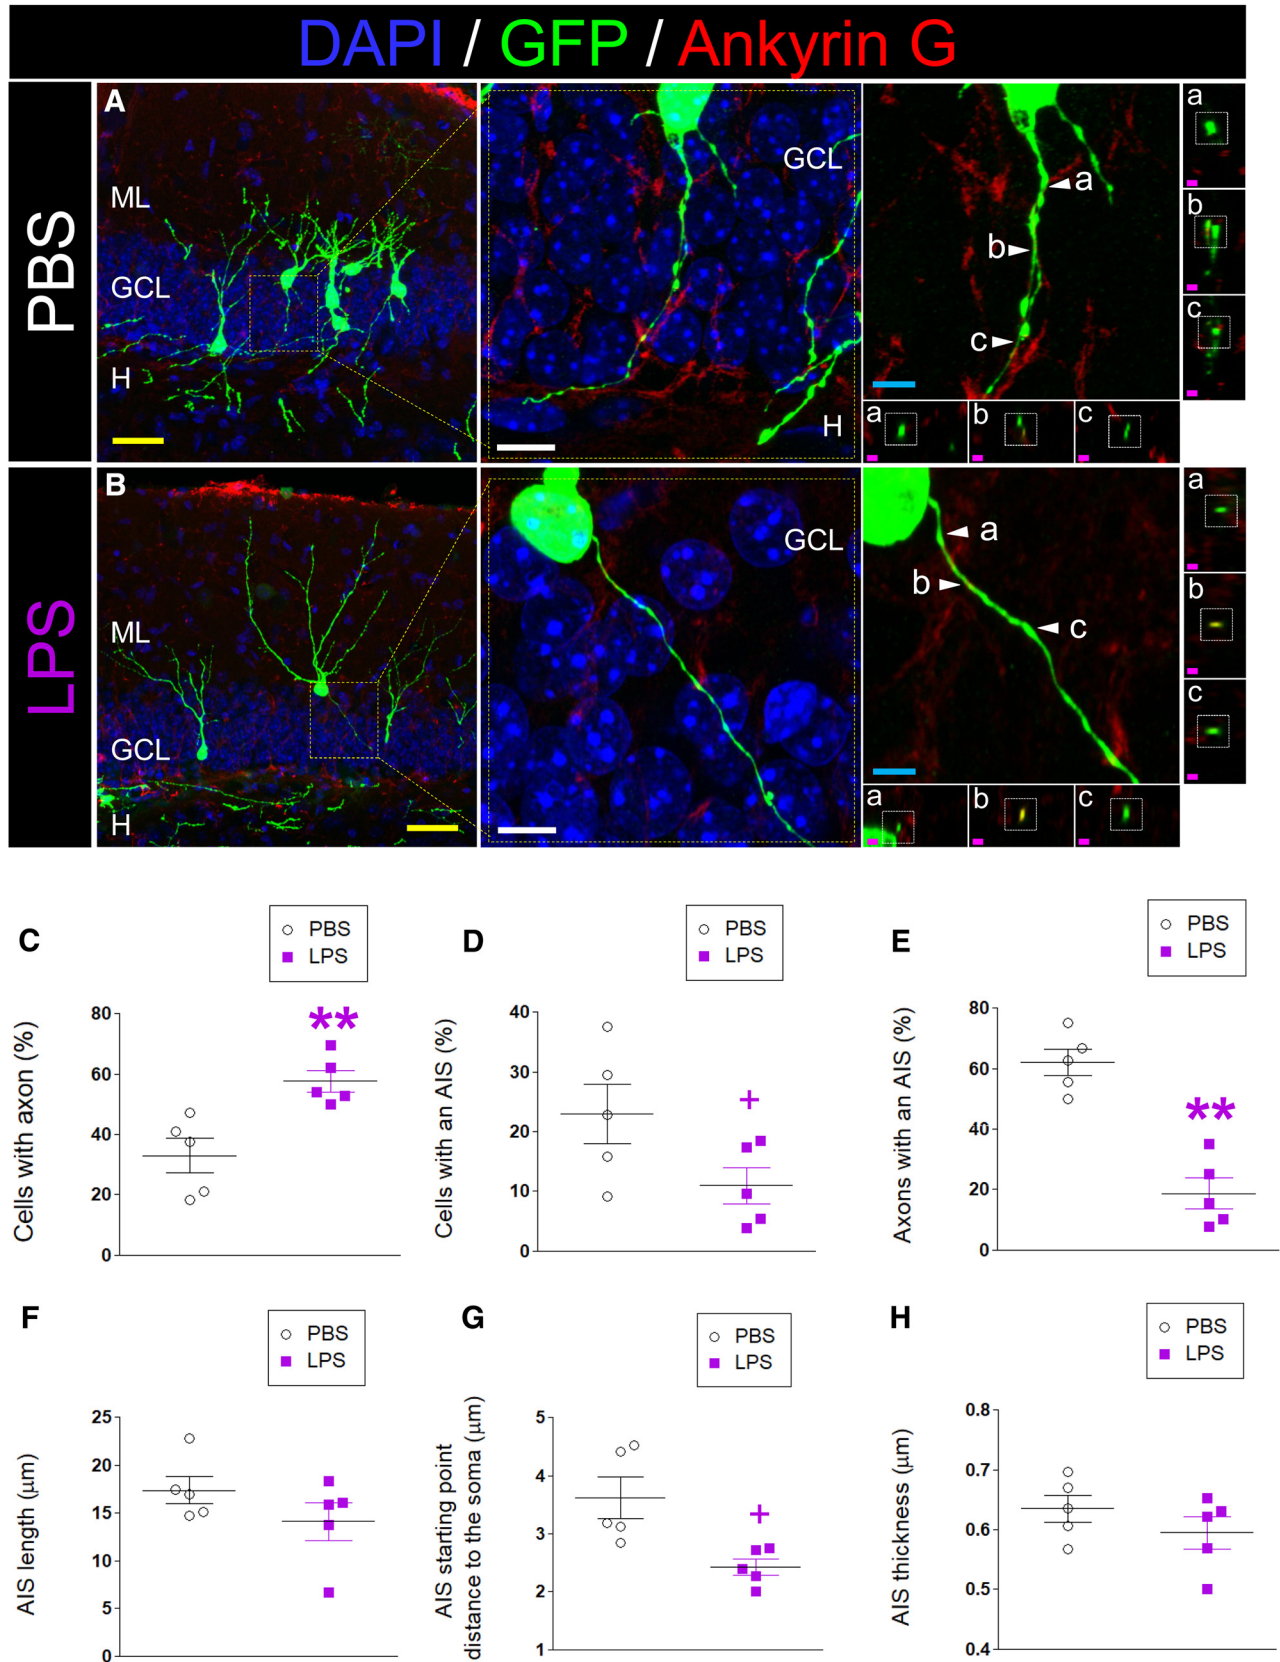 DAPI / GFP / Ankyrin G
PBS
A
ML
GCL
H
GCL
H
a
b
c
a
b
c
a
b
c
LPS
B
ML
GCL
H
GCL
a
b
c
a
b
c
a
b
c
C
PBS
LPS
Cells with axon (%)
80
60
40
20
0
**
D
PBS
LPS
Cells with an AIS (%)
40
30
20
10
0
+
E
PBS
LPS
Axons with an AIS (%)
80
60
40
20
0
**
F
PBS
LPS
AIS length (μm)
25
20
15
10
5
0
G
PBS
LPS
AIS starting point
distance to the soma (μm)
5
4
3
2
1
+
H
PBS
LPS
AIS thickness (μm)
0.8
0.7
0.6
0.5
0.4